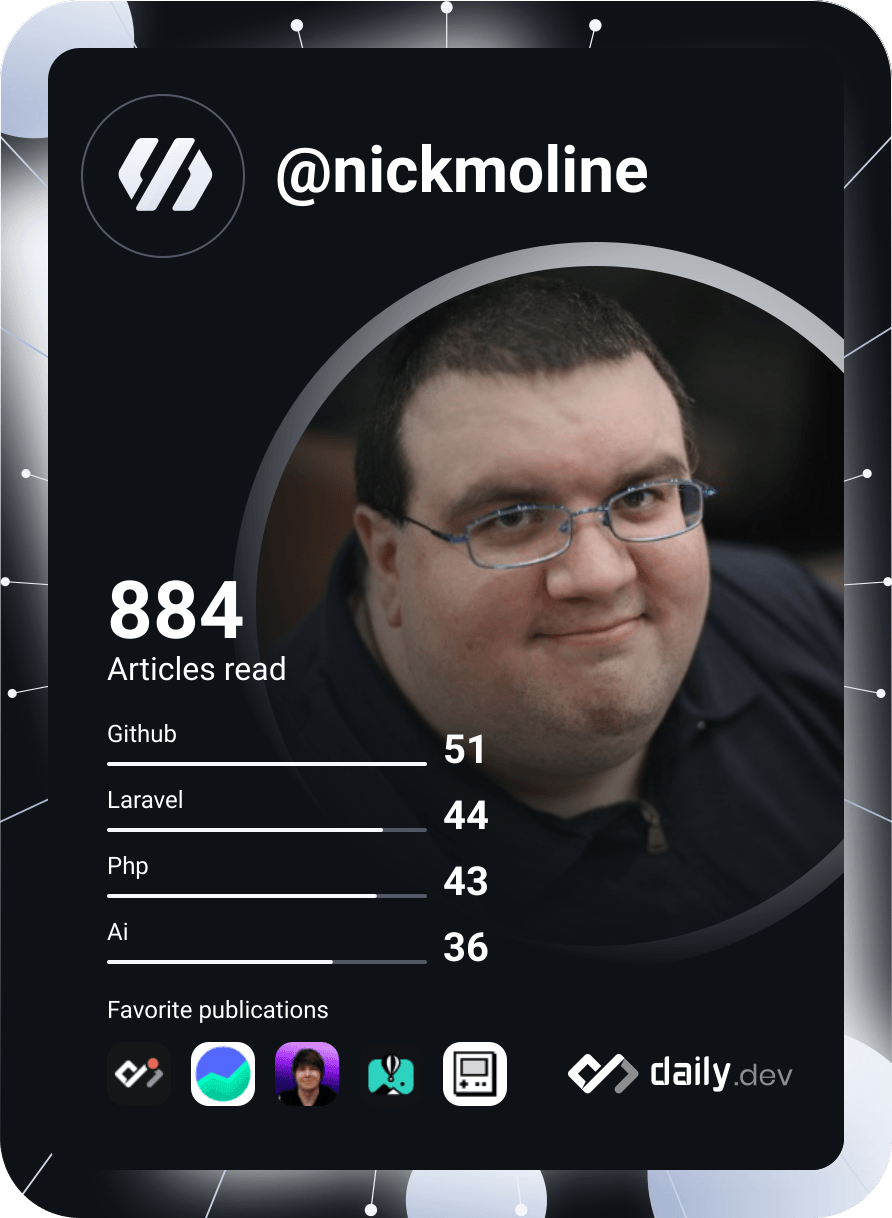 @nickmoline
884
Articles read
Github
51
Laravel
44
Php
43
Ai
36
Favorite publications
daily.dev